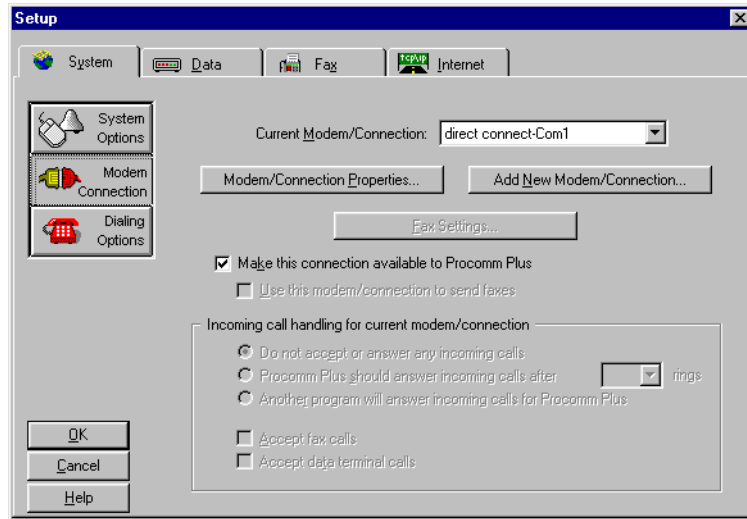 Setup
System
Data
Fax
tcp/ip
Internet
System
Options
Modem
Connection
Dialing
Options
Current Modem/Connection: direct connect-Com1
Modem/Connection Properties... Add New Modem/Connection...
Fax Settings...
Make this connection available to Procomm Plus
Use this modem/connection to send faxes
Incoming call handling for current modem/connection
Do not accept or answer any incoming calls
Procomm Plus should answer incoming calls after rings
Another program will answer incoming calls for Procomm Plus
Accept fax calls
Accept data terminal calls
OK
Cancel
Help